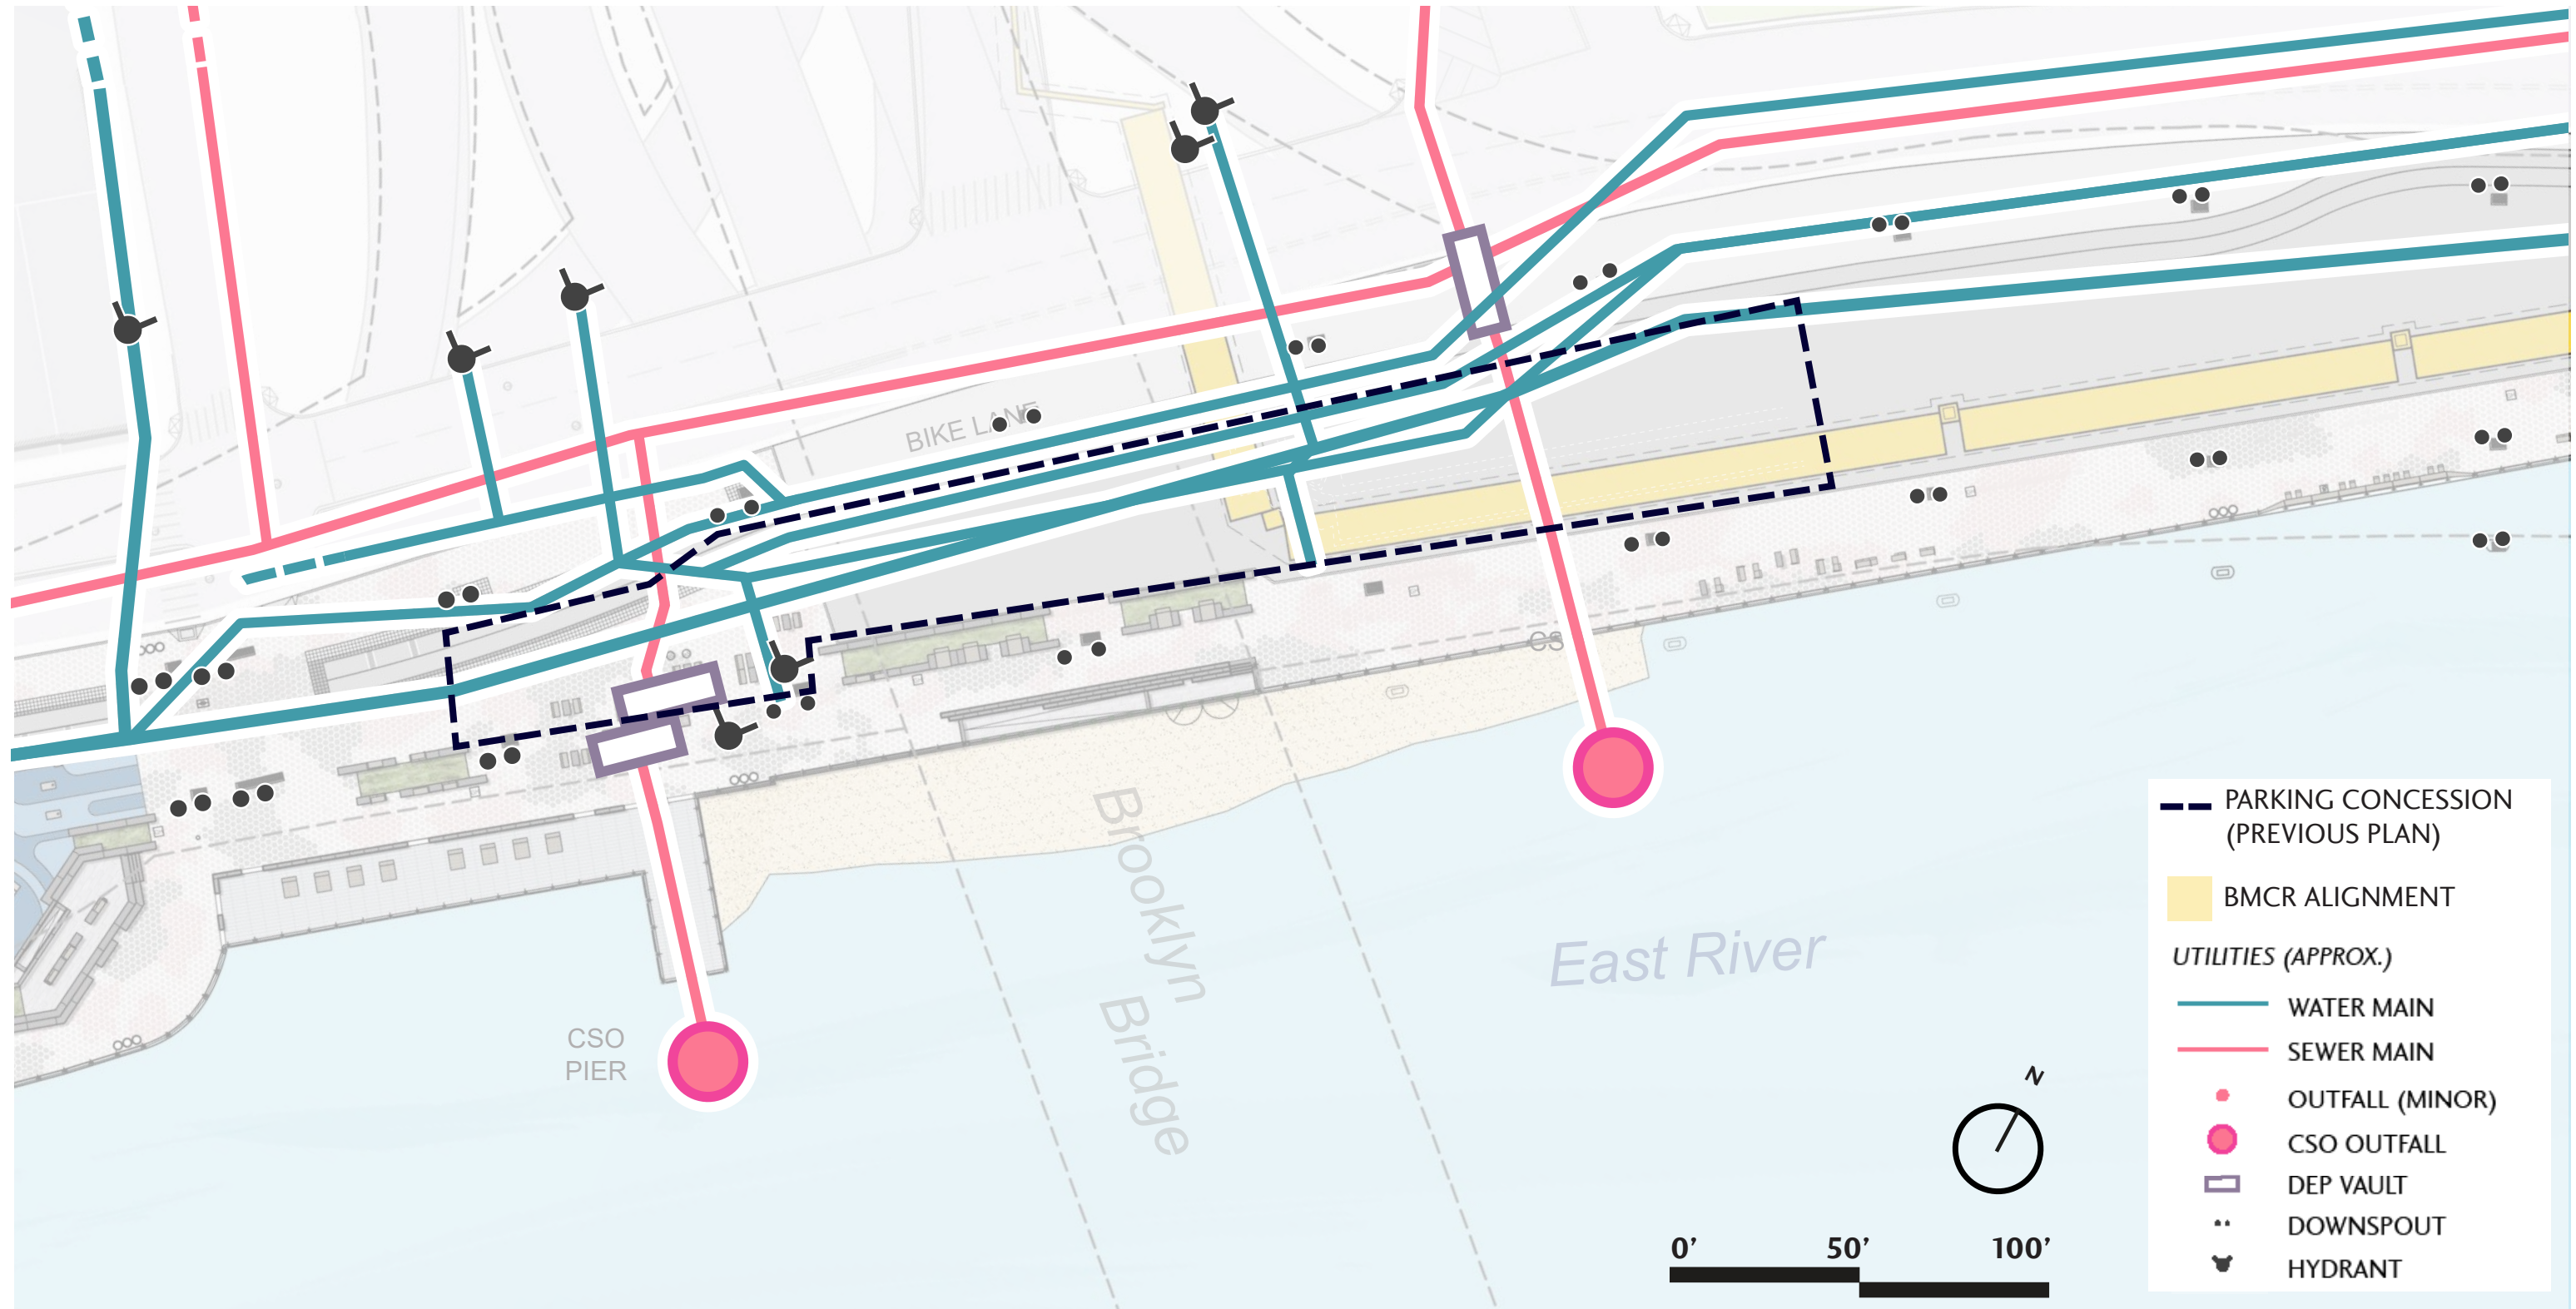 BIKE LANE
Brooklyn
Bridge
East River
CSO
PIER
N
0’ 50’ 100’
PARKING CONCESSION
(PREVIOUS PLAN)
BMCR ALIGNMENT
UTILITIES (APPROX.)
WATER MAIN
SEWER MAIN
OUTFALL (MINOR)
CSO OUTFALL
DEP VAULT
DOWNSPOUT
HYDRANT